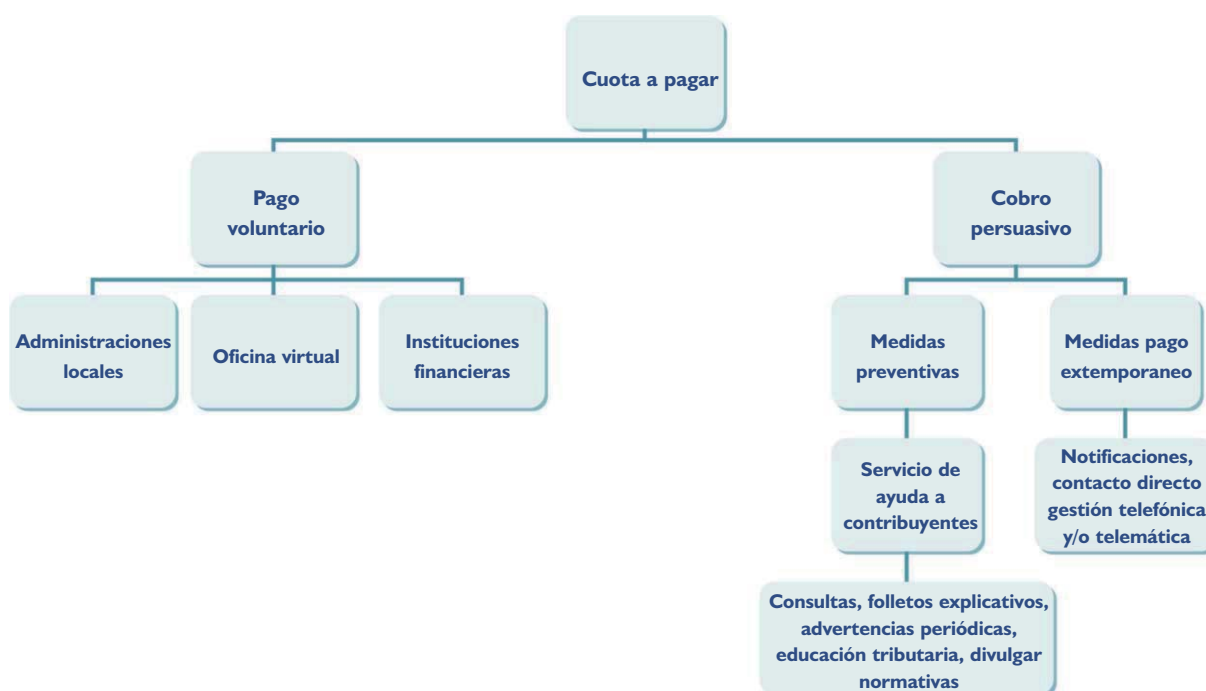 Cuota a pagar
Pago
voluntario
Cobro
persuasivo
Administraciones
locales
Oficina virtual
Instituciones
financieras
Medidas
preventivas
Medidas pago
extemporaneo
Servicio de
ayuda a
contribuyentes
Notificaciones,
contacto directo
gestión telefónica
y/o telemática
Consultas, folletos explicativos,
advertencias periódicas,
educación tributaria, divulgar
normativas